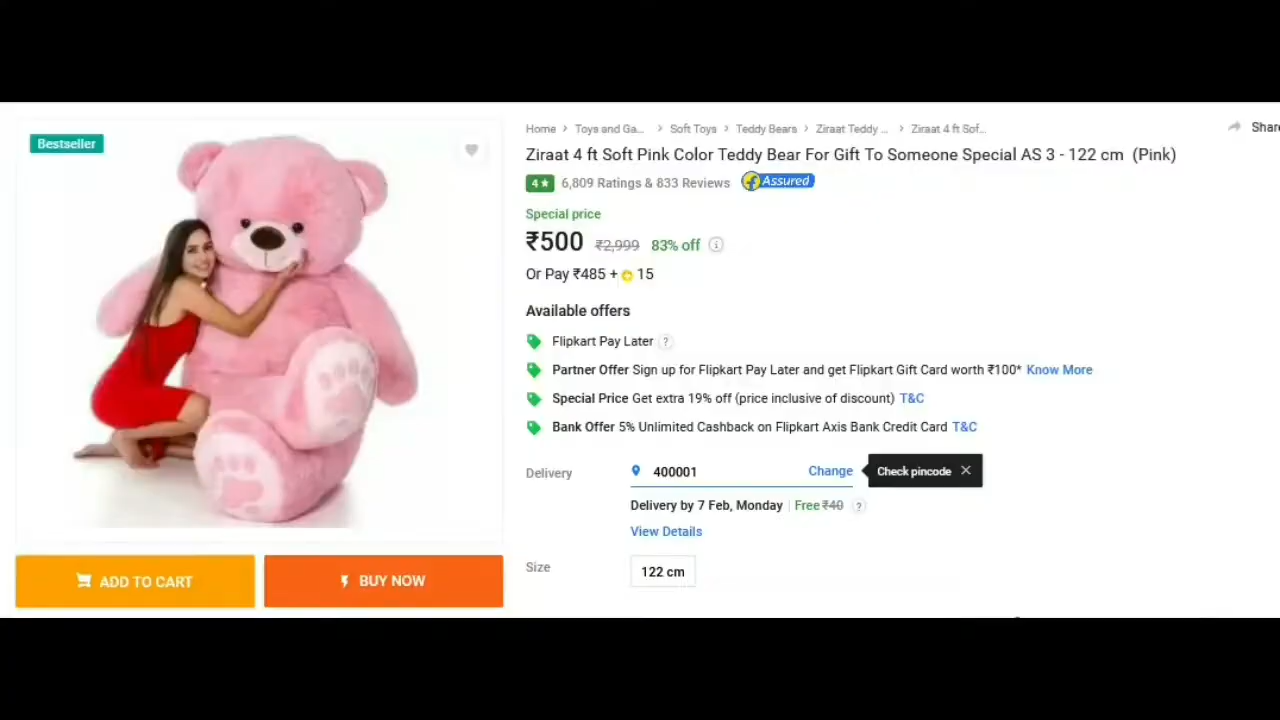 Bestseller
Home > Toys and Ga... > Soft Toys > Teddy Bears > Ziraat Teddy ... > Ziraat 4 ft Sof...
Share
Ziraat 4 ft Soft Pink Color Teddy Bear For Gift To Someone Special AS 3 - 122 cm (Pink)
4★ 6,809 Ratings & 833 Reviews Assured
Special price
₹500 ₹2,999 83% off
Or Pay ₹485 + 15
Available offers
Flipkart Pay Later ?
Partner Offer Sign up for Flipkart Pay Later and get Flipkart Gift Card worth ₹100* Know More
Special Price Get extra 19% off (price inclusive of discount) T&C
Bank Offer 5% Unlimited Cashback on Flipkart Axis Bank Credit Card T&C
Delivery 400001 Change Check pincode ✕
Delivery by 7 Feb, Monday | Free ₹40 ?
View Details
Size 122 cm
ADD TO CART BUY NOW